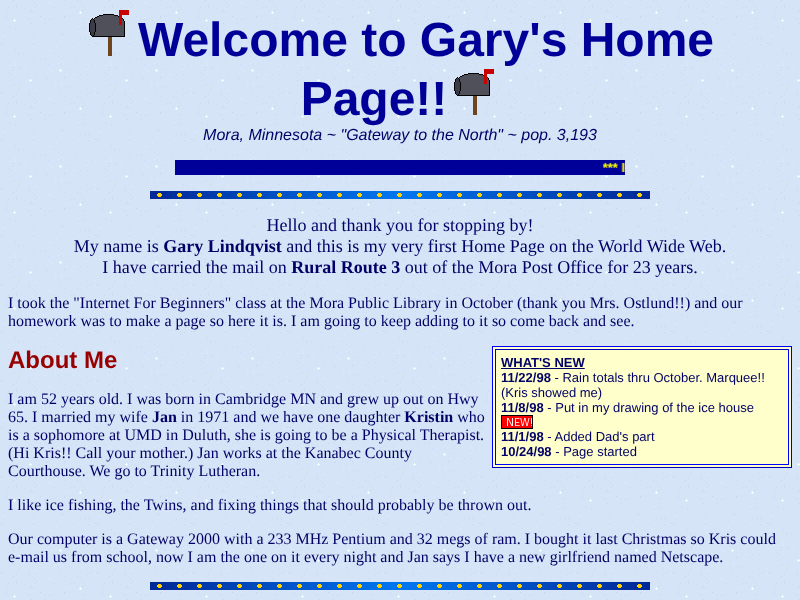 Welcome to Gary's Home
Page!!
Mora, Minnesota ~ "Gateway to the North" ~ pop. 3,193
***
Hello and thank you for stopping by!
My name is Gary Lindqvist and this is my very first Home Page on the World Wide Web.
I have carried the mail on Rural Route 3 out of the Mora Post Office for 23 years.
I took the "Internet For Beginners" class at the Mora Public Library in October (thank you Mrs. Ostlund!!) and our
homework was to make a page so here it is. I am going to keep adding to it so come back and see.
About Me
I am 52 years old. I was born in Cambridge MN and grew up out on Hwy
65. I married my wife Jan in 1971 and we have one daughter Kristin who
is a sophomore at UMD in Duluth, she is going to be a Physical Therapist.
(Hi Kris!! Call your mother.) Jan works at the Kanabec County
Courthouse. We go to Trinity Lutheran.
WHAT'S NEW
11/22/98 - Rain totals thru October. Marquee!!
(Kris showed me)
11/8/98 - Put in my drawing of the ice house
NEW!
11/1/98 - Added Dad's part
10/24/98 - Page started
I like ice fishing, the Twins, and fixing things that should probably be thrown out.
Our computer is a Gateway 2000 with a 233 MHz Pentium and 32 megs of ram. I bought it last Christmas so Kris could
e-mail us from school, now I am the one on it every night and Jan says I have a new girlfriend named Netscape.